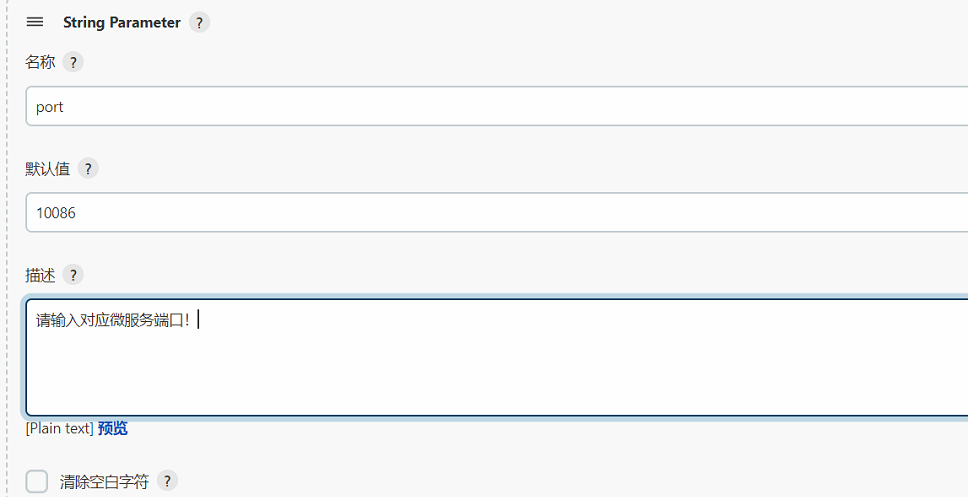 String Parameter ?
名称 ?
port
默认值 ?
10086
描述 ?
请输入对应微服务端口！
[Plain text] 预览
清除空白字符 ?